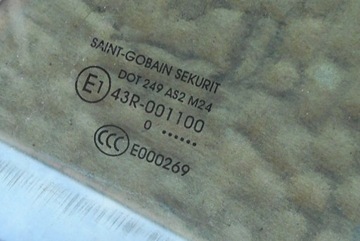 SAINT-GOBAIN SEKURIT
DOT 249 AS2 M24
E1 43R-001100
0 ......
CCC E000269